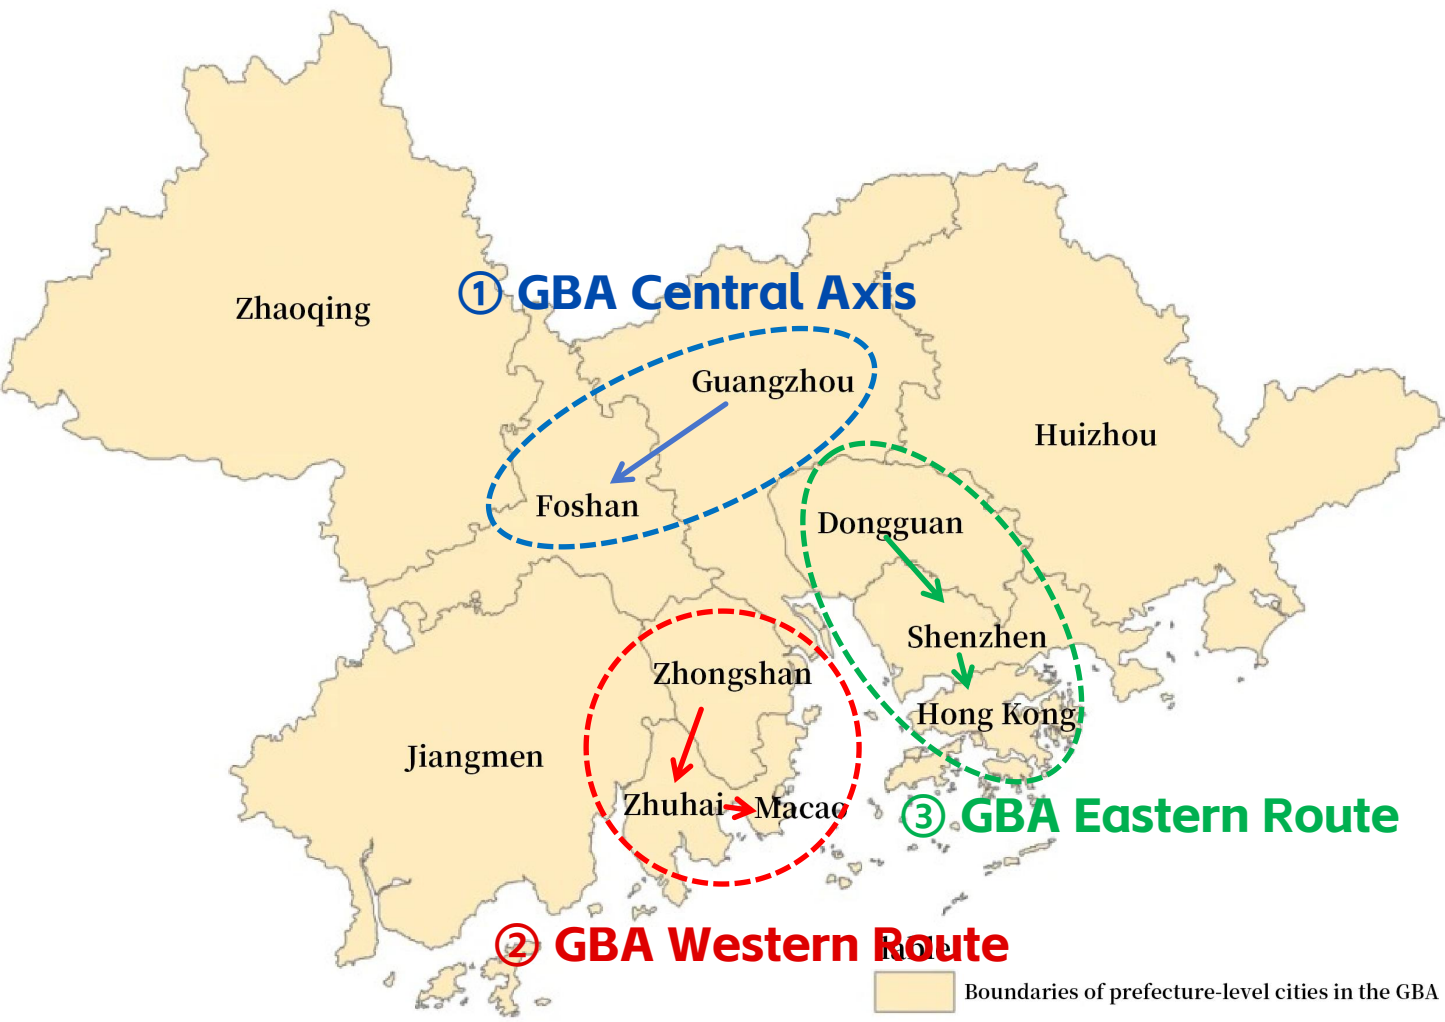 ① GBA Central Axis
Zhaoqing
Guangzhou
Huizhou
Foshan
Dongguan
Shenzhen
Zhongshan
Hong Kong
Jiangmen
Zhuhai
Macao
③ GBA Eastern Route
② GBA Western Route
Table
Boundaries of prefecture-level cities in the GBA